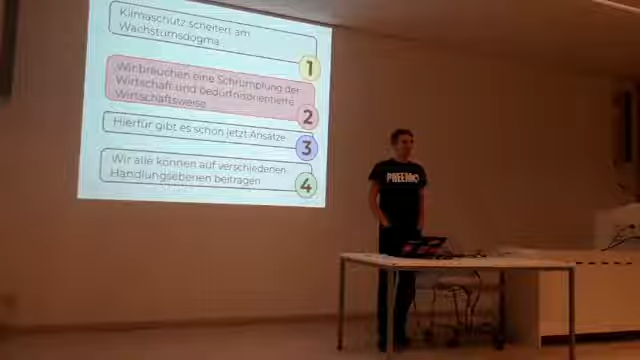 Klimaschutz scheitert am
Wachstumsdogma
1
Wir brauchen eine Schrumpfung der
Wirtschaft und bedürfnisorientierte
Wirtschaftsweise
2
Hierfür gibt es schon jetzt Ansätze
3
Wir alle können auf verschiedenen
Handlungsebenen beitragen
4